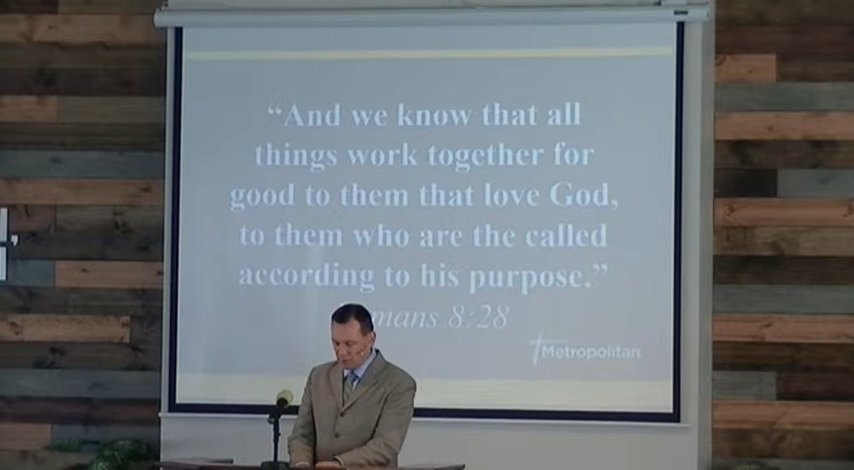 “And we know that all
things work together for
good to them that love God,
to them who are the called
according to his purpose.”
8:28
Metropolitan